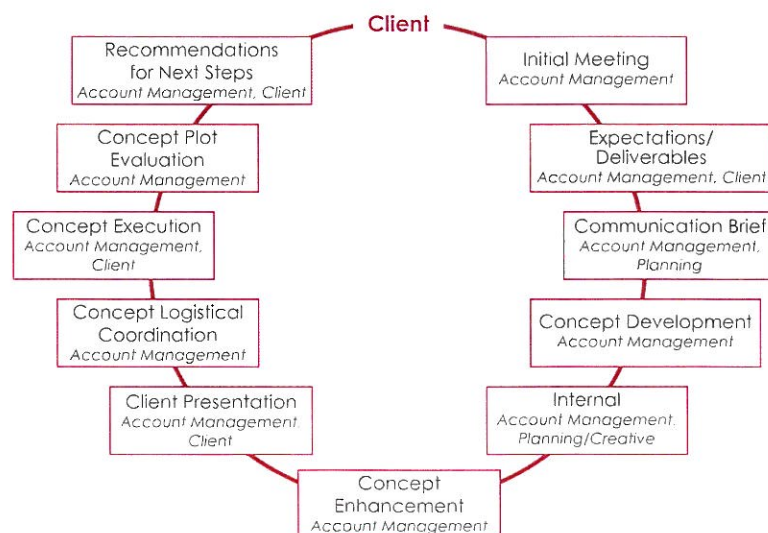 Client
Initial Meeting
Account Management
Expectations/
Deliverables
Account Management, Client
Communication Brief
Account Management,
Planning
Concept Development
Account Management
Internal
Account Management,
Planning/Creative
Concept
Enhancement
Account Management
Client Presentation
Account Management,
Client
Concept Logistical
Coordination
Account Management
Concept Execution
Account Management,
Client
Concept Plot
Evaluation
Account Management
Recommendations
for Next Steps
Account Management, Client